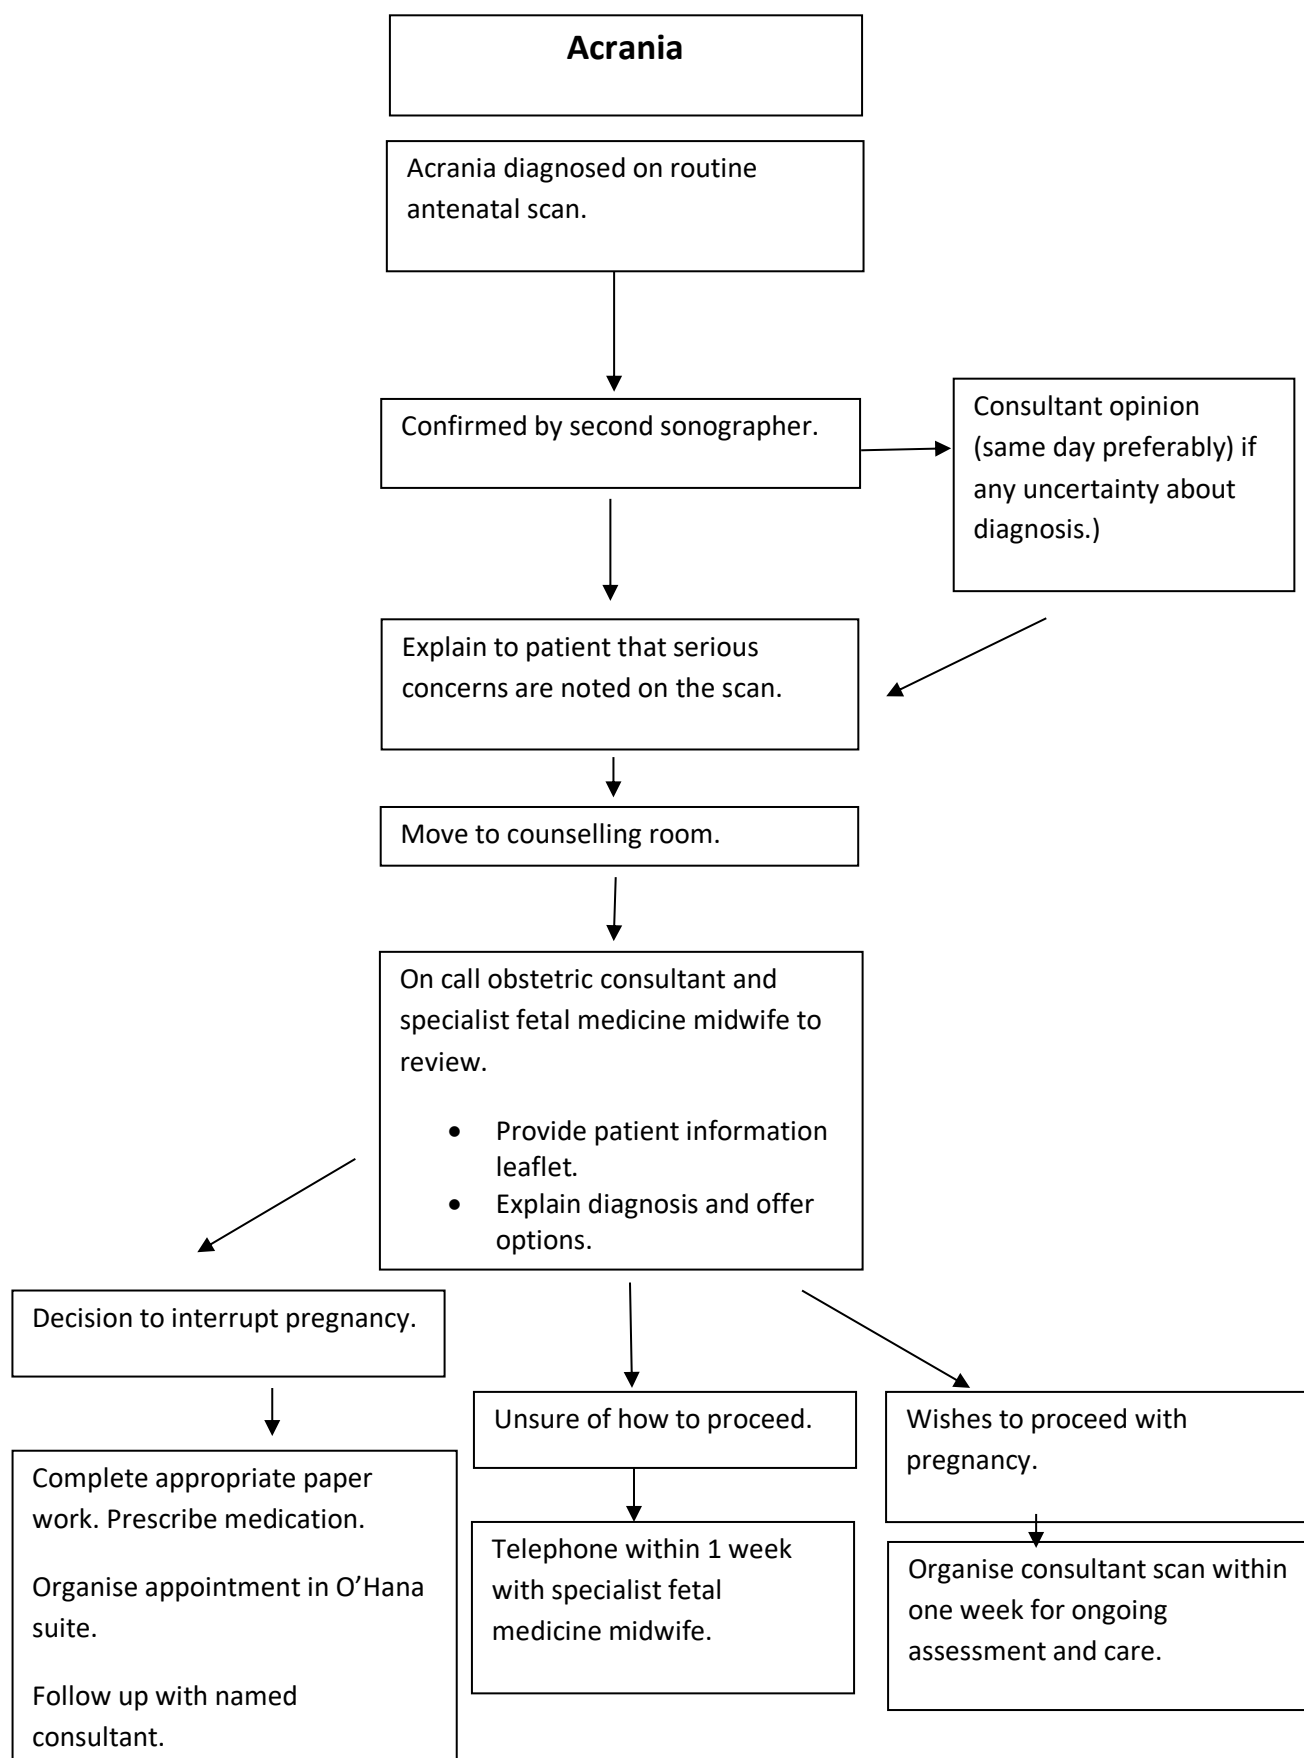 Acrania
Acrania diagnosed on routine
antenatal scan.
Confirmed by second sonographer.
Consultant opinion
(same day preferably) if
any uncertainty about
diagnosis.)
Explain to patient that serious
concerns are noted on the scan.
Move to counselling room.
On call obstetric consultant and
specialist fetal medicine midwife to
review.
• Provide patient information
leaflet.
• Explain diagnosis and offer
options.
Decision to interrupt pregnancy.
Complete appropriate paper
work. Prescribe medication.
Organise appointment in O’Hana
suite.
Follow up with named
consultant.
Unsure of how to proceed.
Telephone within 1 week
with specialist fetal
medicine midwife.
Wishes to proceed with
pregnancy.
Organise consultant scan within
one week for ongoing
assessment and care.